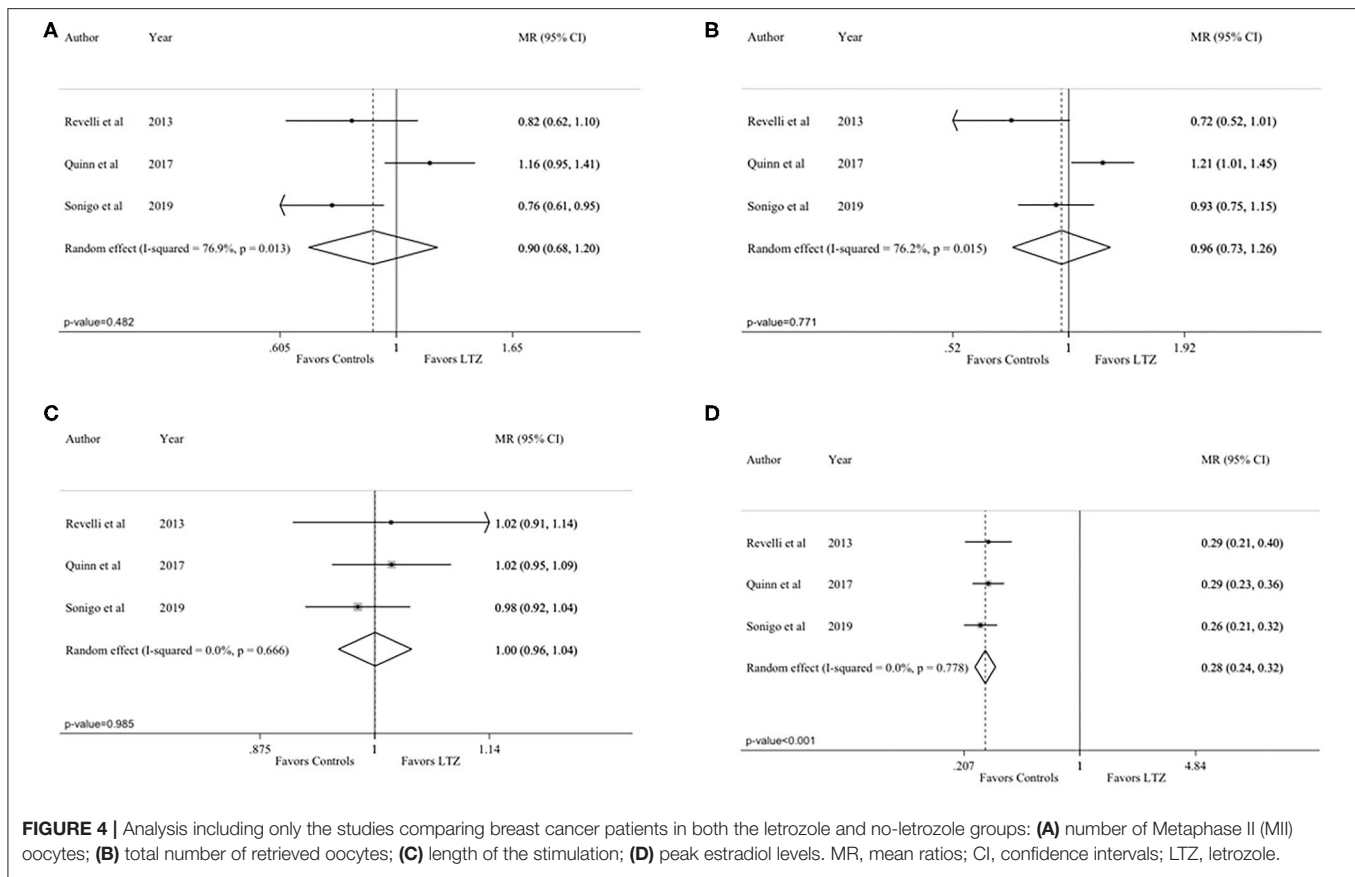 A Author Year MR (95% CI)
Revelli et al 2013 0.82 (0.62, 1.10)
Quinn et al 2017 1.16 (0.95, 1.41)
Sonigo et al 2019 0.76 (0.61, 0.95)
Random effect (I-squared = 76.9%, p = 0.013) 0.90 (0.68, 1.20)
p-value=0.482
.605 1 1.65
Favors Controls Favors LTZ
B Author Year MR (95% CI)
Revelli et al 2013 0.72 (0.52, 1.01)
Quinn et al 2017 1.21 (1.01, 1.45)
Sonigo et al 2019 0.93 (0.75, 1.15)
Random effect (I-squared = 76.2%, p = 0.015) 0.96 (0.73, 1.26)
p-value=0.771
.52 1 1.92
Favors Controls Favors LTZ
C
Author Year MR (95% CI)
Revelli et al 2013 1.02 (0.91, 1.14)
Quinn et al 2017 1.02 (0.95, 1.09)
Sonigo et al 2019 0.98 (0.92, 1.04)
Random effect (I-squared = 0.0%, p = 0.666) 1.00 (0.96, 1.04)
p-value=0.985
.875 1 1.14
Favors Controls Favors LTZ
D
Author Year MR (95% CI)
Revelli et al 2013 0.29 (0.21, 0.40)
Quinn et al 2017 0.29 (0.23, 0.36)
Sonigo et al 2019 0.26 (0.21, 0.32)
Random effect (I-squared = 0.0%, p = 0.778) 0.28 (0.24, 0.32)
p-value<0.001
.207 1 4.84
Favors Controls Favors LTZ
FIGURE 4 | Analysis including only the studies comparing breast cancer patients in both the letrozole and no-letrozole groups: (A) number of Metaphase II (MII)
oocytes; (B) total number of retrieved oocytes; (C) length of the stimulation; (D) peak estradiol levels. MR, mean ratios; CI, confidence intervals; LTZ, letrozole.